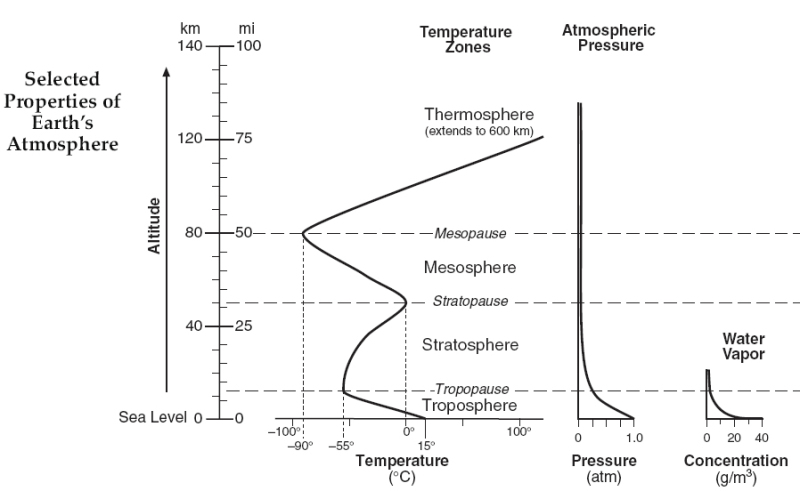 Selected
Properties of
Earth's
Atmosphere
km mi
140 100
120 75
80 50
40 25
Sea Level 0 0
Altitude
Temperature
Zones
Thermosphere
(extends to 600 km)
Mesopause
Mesosphere
Stratopause
Stratosphere
Tropopause
Troposphere
–100° 0° 100°
–90° –55° 15°
Temperature
(°C)
Atmospheric
Pressure
0 1.0
Pressure
(atm)
Water
Vapor
0 20 40
Concentration
(g/m³)